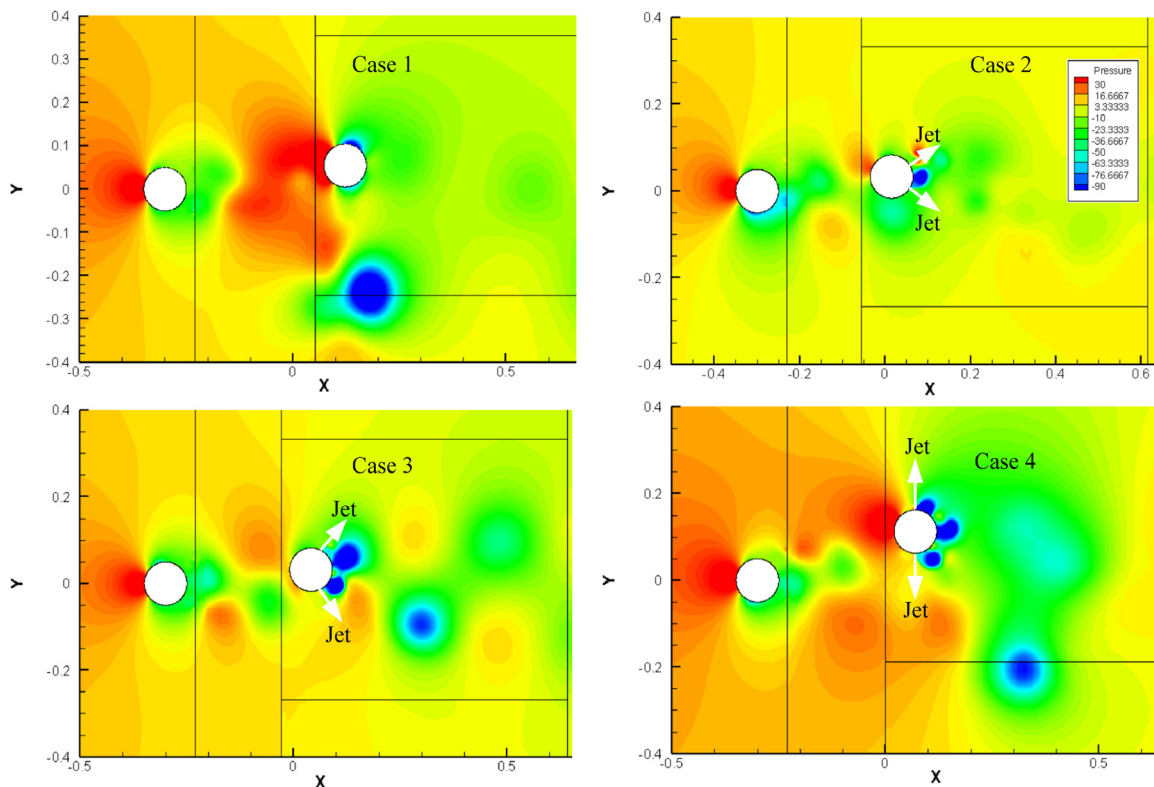 0.4
0.3
0.2
0.1
0
-0.1
-0.2
-0.3
-0.4
Y
-0.5
0
0.5
X
Case 1
0.4
0.2
0
-0.2
-0.4
Y
-0.4
-0.2
0
0.2
0.4
0.6
X
Case 2
Jet
Jet
Pressure
30
16.6667
3.33333
-10
-23.3333
-36.6667
-50
-63.3333
-76.6667
-90
0.4
0.2
0
-0.2
-0.4
Y
-0.5
0
0.5
X
Case 3
Jet
Jet
0.4
0.2
0
-0.2
-0.4
Y
-0.5
0
0.5
X
Case 4
Jet
Jet